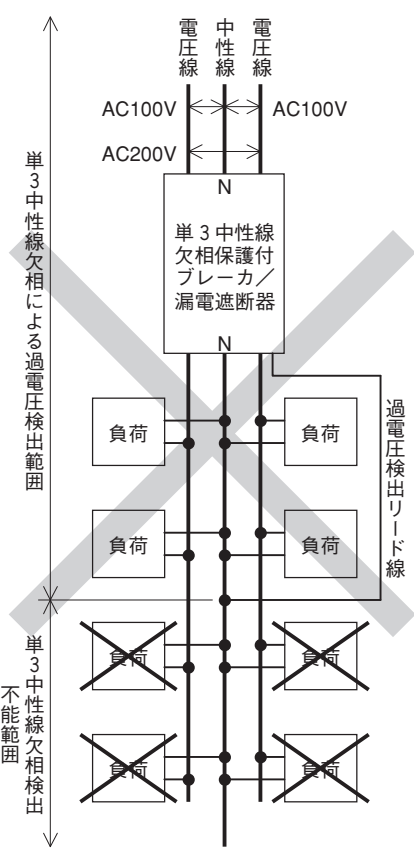 電圧線
中性線
電圧線
AC100V
AC100V
AC200V
N
単3中性線
欠相保護付
ブレーカ／
漏電遮断器
N
単3中性線欠相による過電圧検出範囲
過電圧検出リード線
負荷
負荷
負荷
負荷
単3中性線欠相検出
不能範囲
負荷
負荷
負荷
負荷